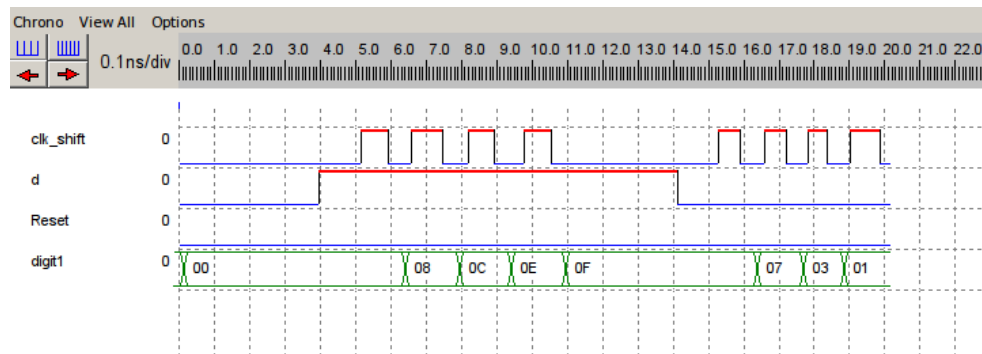 Chrono View All Options
0.1ns/div 0.0 1.0 2.0 3.0 4.0 5.0 6.0 7.0 8.0 9.0 10.0 11.0 12.0 13.0 14.0 15.0 16.0 17.0 18.0 19.0 20.0 21.0 22.0
clk_shift 0
d 0
Reset 0
digit1 0 00 08 0C 0E 0F 07 03 01